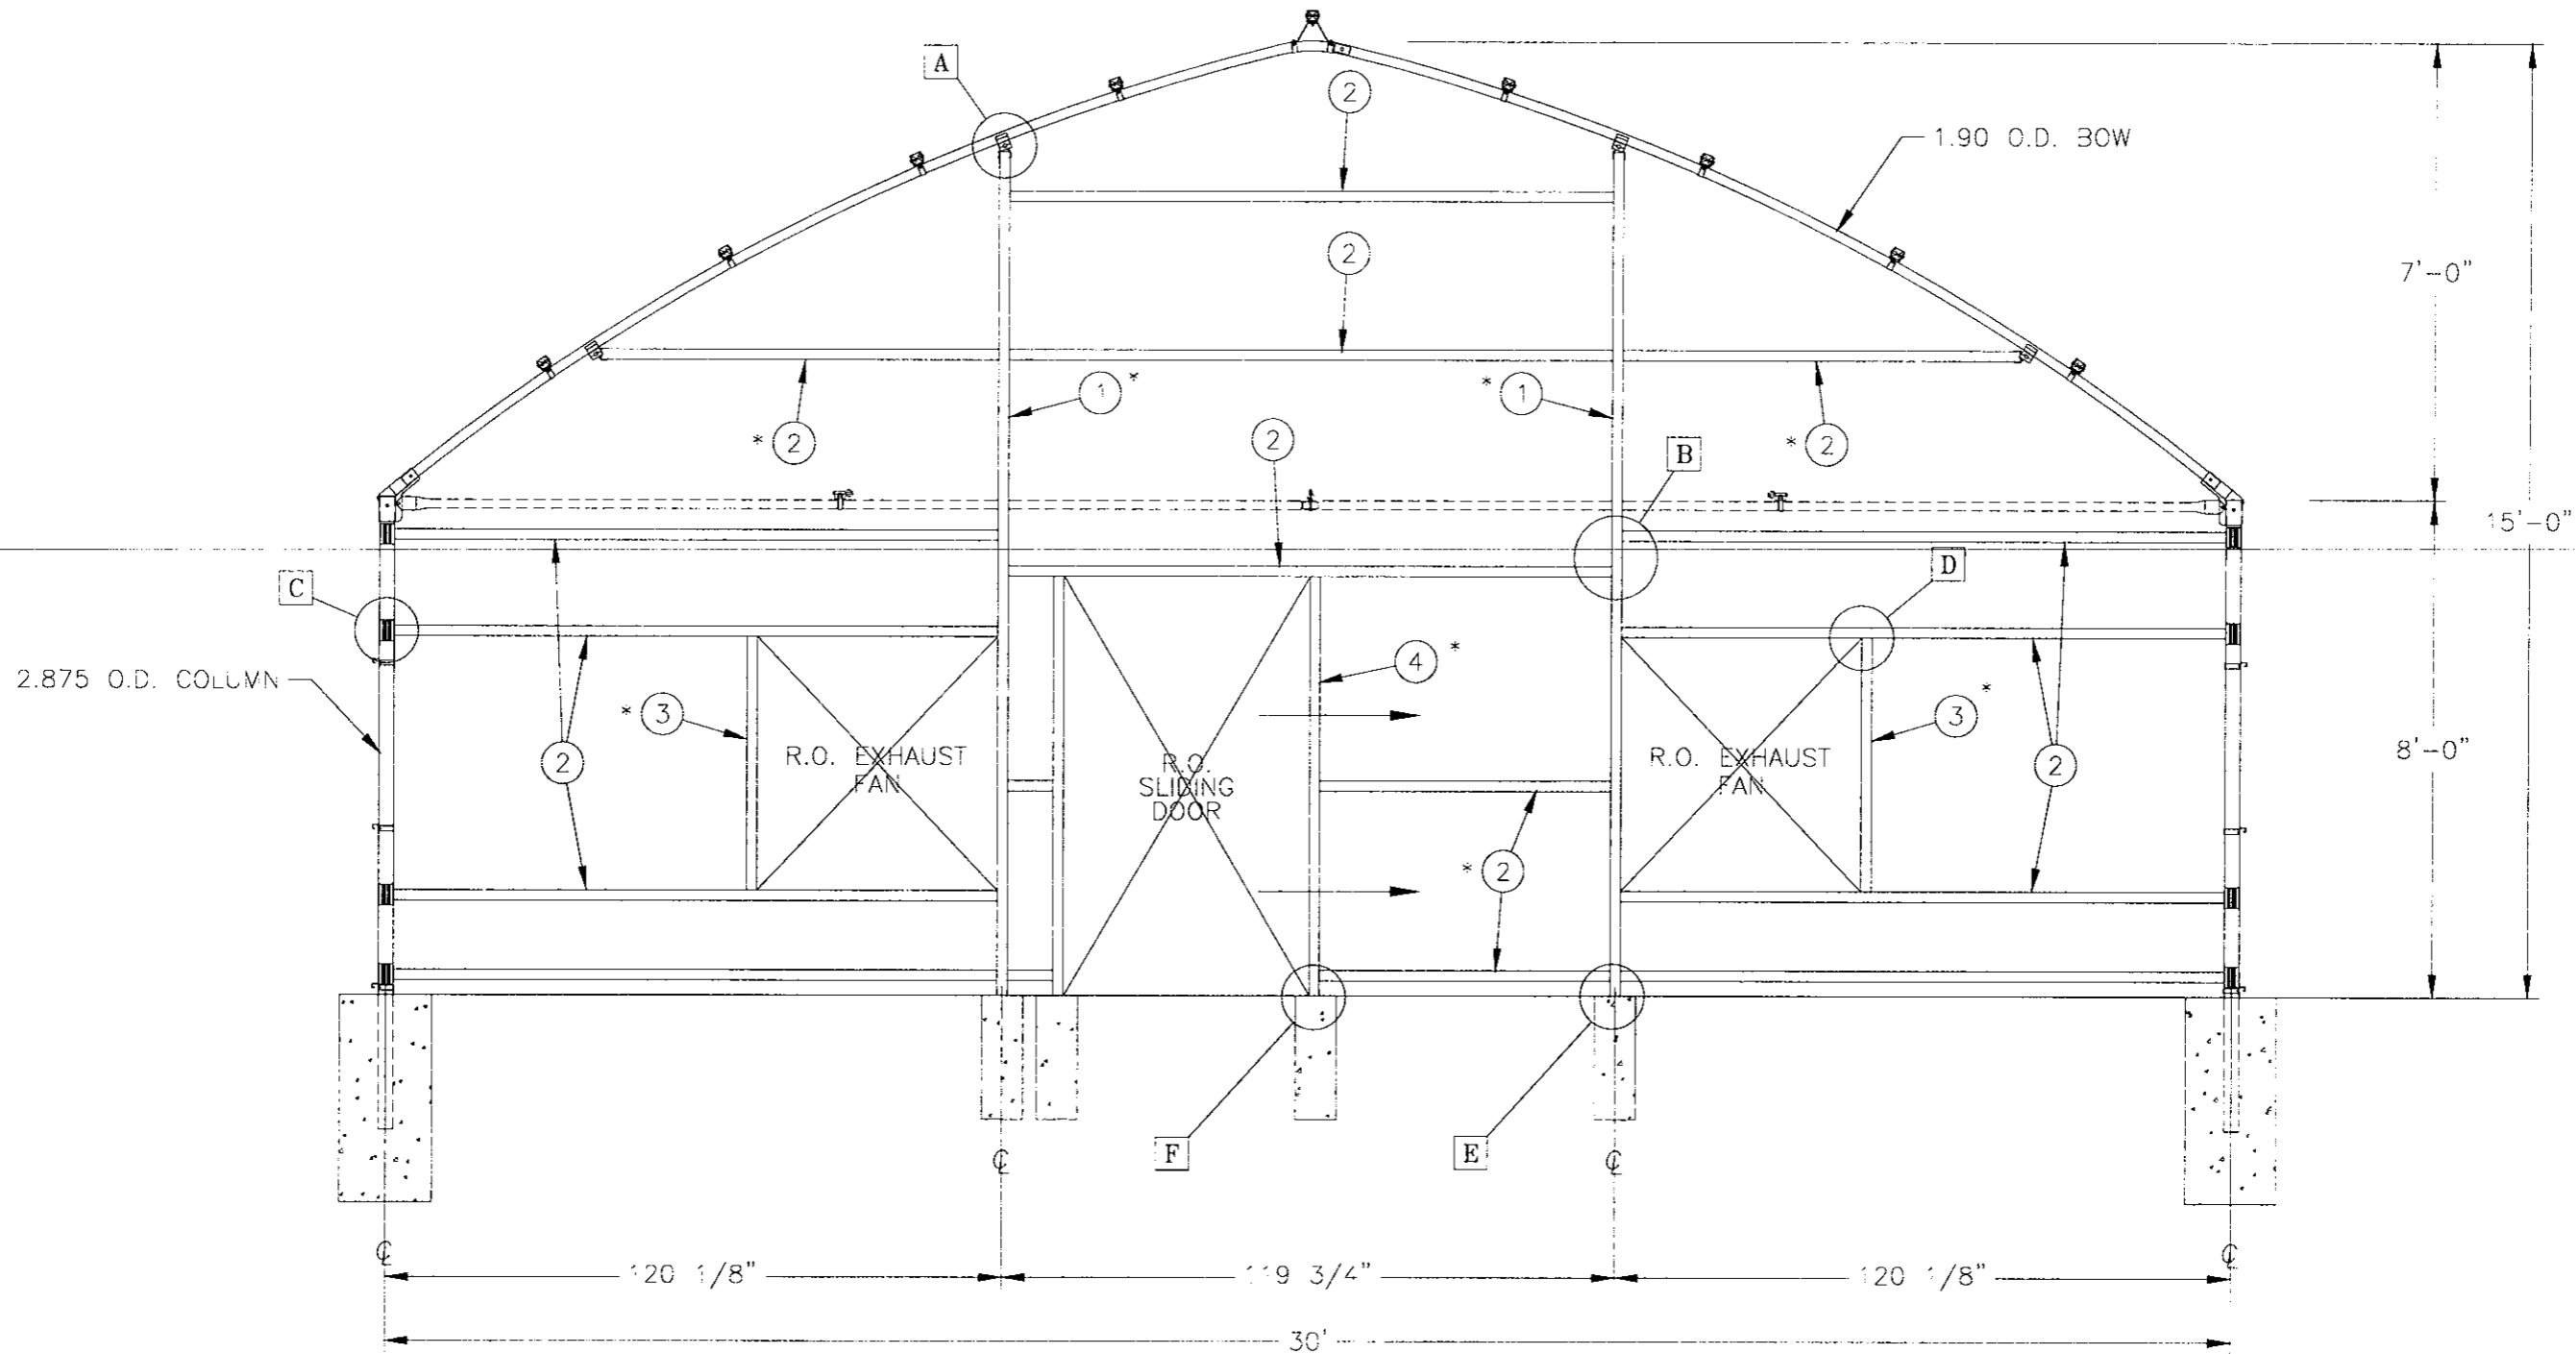 A
2
1.90 O.D. BOW
2
7'-0"
1 *
* 1
* 2
2
* 2
B
15'-0"
C
D
4 *
2.875 O.D. COLUMN
* 3
3 *
R.O. EXHAUST
FAN
R.O.
SLIDING
DOOR
R.O. EXHAUST
FAN
8'-0"
2
2
* 2
F
E
℄
℄
℄
℄
120 1/8"
119 3/4"
120 1/8"
30'